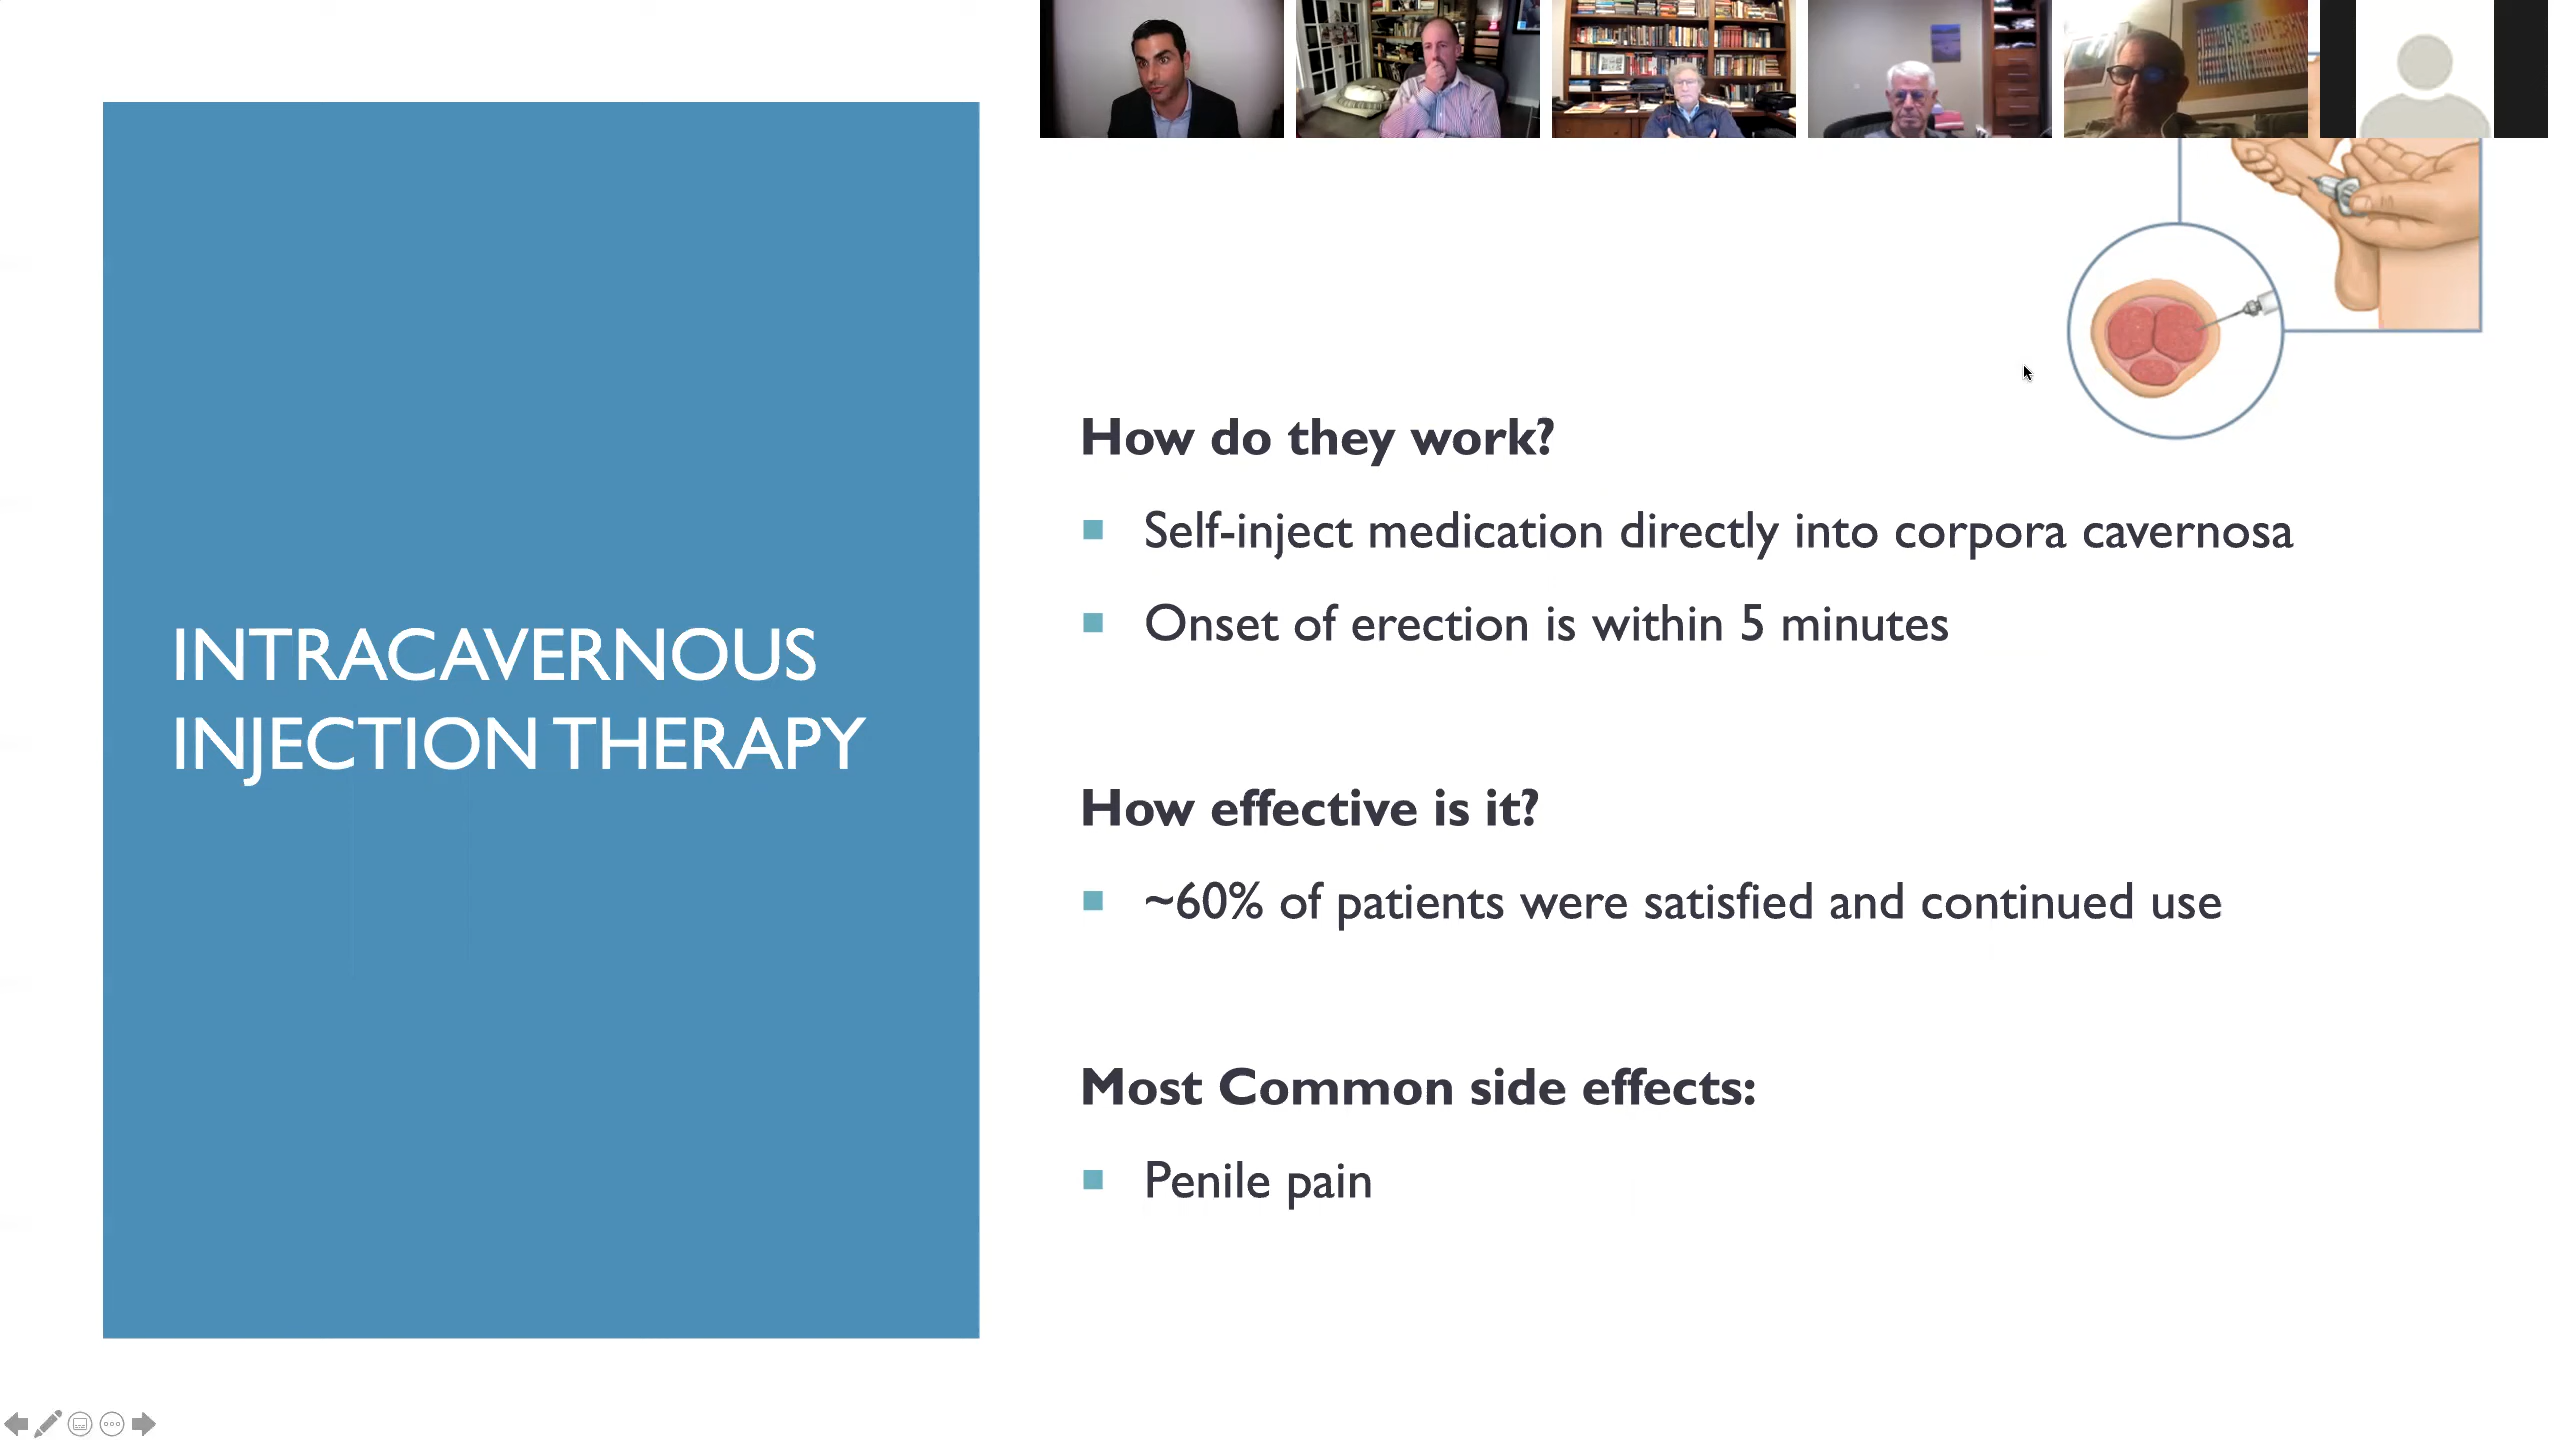 INTRACAVERNOUS
INJECTION THERAPY
How do they work?
Self-inject medication directly into corpora cavernosa
Onset of erection is within 5 minutes
How effective is it?
~60% of patients were satisfied and continued use
Most Common side effects:
Penile pain